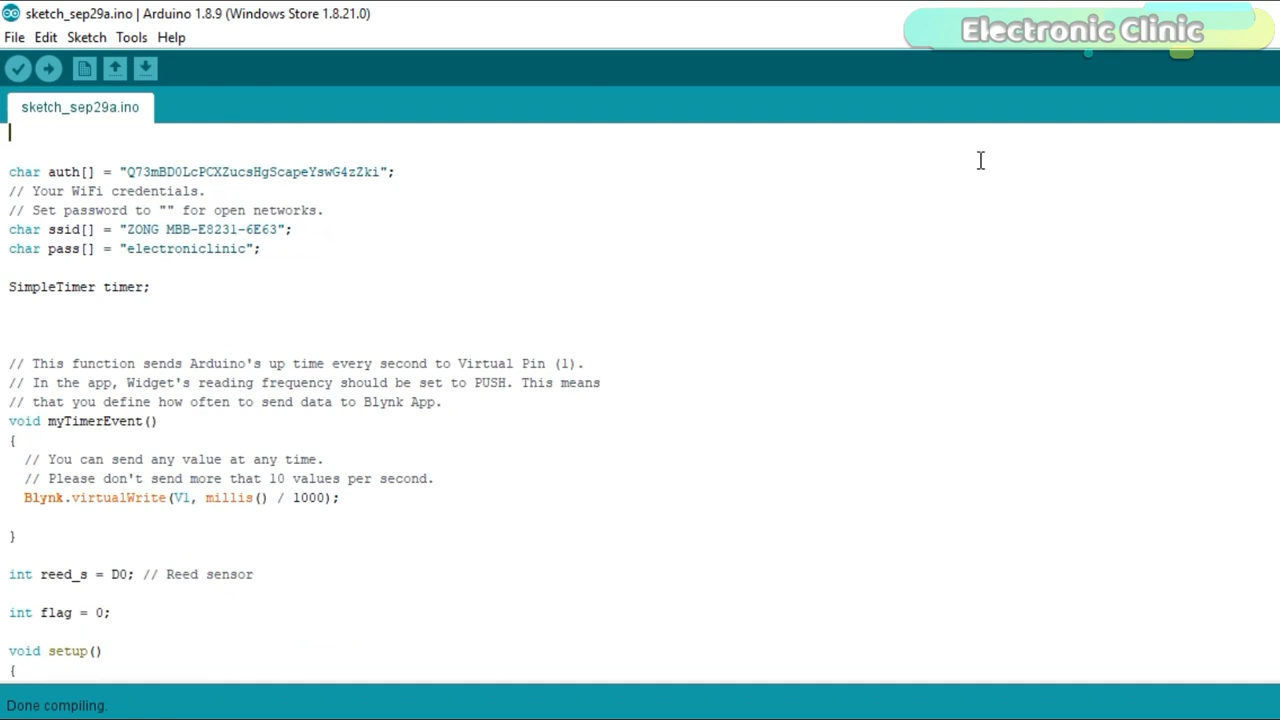 sketch_sep29a.ino | Arduino 1.8.9 (Windows Store 1.8.21.0)
Electronic Clinic
File Edit Sketch Tools Help
sketch_sep29a.ino
char auth[] = "Q73mBD0LcPCXZucsHgScapeYswG4zZki";
// Your WiFi credentials.
// Set password to "" for open networks.
char ssid[] = "ZONG MBB-E8231-6E63";
char pass[] = "electroniclinic";
SimpleTimer timer;
// This function sends Arduino's up time every second to Virtual Pin (1).
// In the app, Widget's reading frequency should be set to PUSH. This means
// that you define how often to send data to Blynk App.
void myTimerEvent()
{
// You can send any value at any time.
// Please don't send more that 10 values per second.
Blynk.virtualWrite(V1, millis() / 1000);
}
int reed_s = D0; // Reed sensor
int flag = 0;
void setup()
{
Done compiling.